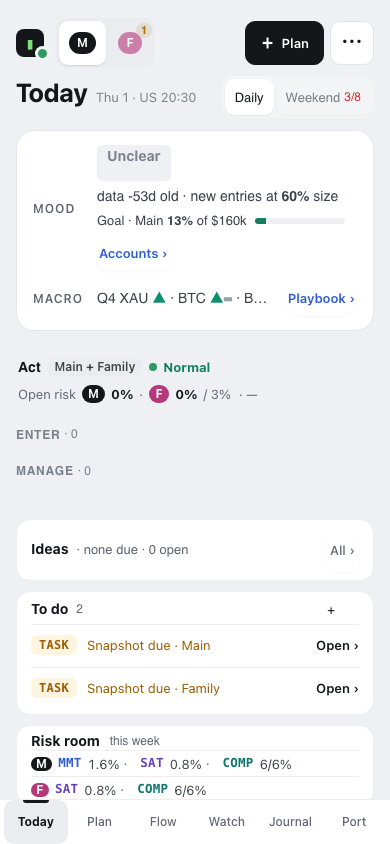 M F 1 + Plan ···
Today Thu 1 · US 20:30 Daily Weekend 3/8
Unclear
MOOD data -53d old · new entries at 60% size
Goal · Main 13% of $160k
Accounts ›
MACRO Q4 XAU ▲ · BTC ▲= · B... Playbook ›
Act Main + Family ● Normal
Open risk M 0% · F 0% / 3% · —
ENTER · 0
MANAGE · 0
Ideas · none due · 0 open All ›
To do 2 +
TASK Snapshot due · Main Open ›
TASK Snapshot due · Family Open ›
Risk room this week
M MMT 1.6% · SAT 0.8% · COMP 6/6%
F SAT 0.8% · COMP 6/6%
Today Plan Flow Watch Journal Port